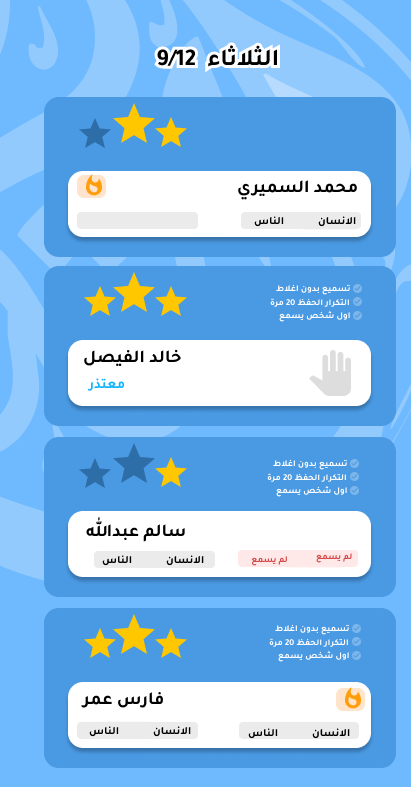 الثلاثاء 9/12
محمد السميري
الانسان الناس
تسميع بدون اغلاط
التكرار الحفظ 20 مرة
اول شخص يسمع
خالد الفيصل
معتذر
تسميع بدون اغلاط
التكرار الحفظ 20 مرة
اول شخص يسمع
سالم عبدالله
لم يسمع لم يسمع الانسان الناس
تسميع بدون اغلاط
التكرار الحفظ 20 مرة
اول شخص يسمع
فارس عمر
الانسان الناس الانسان الناس